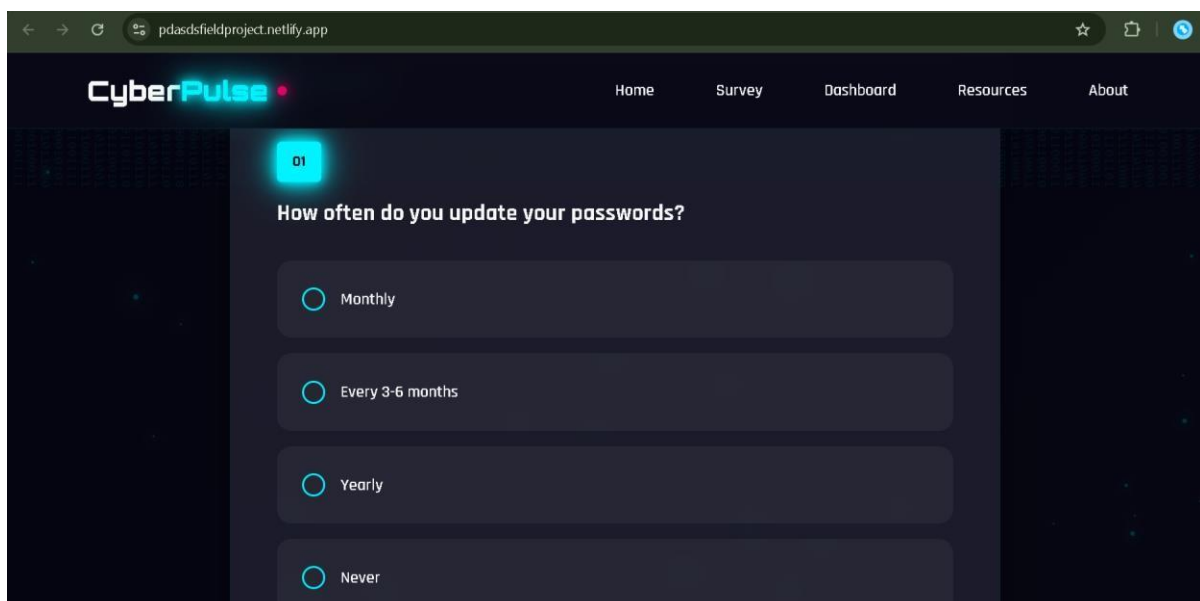 pdasdsfieldproject.netlify.app
CyberPulse Home Survey Dashboard Resources About
01
How often do you update your passwords?
Monthly
Every 3-6 months
Yearly
Never